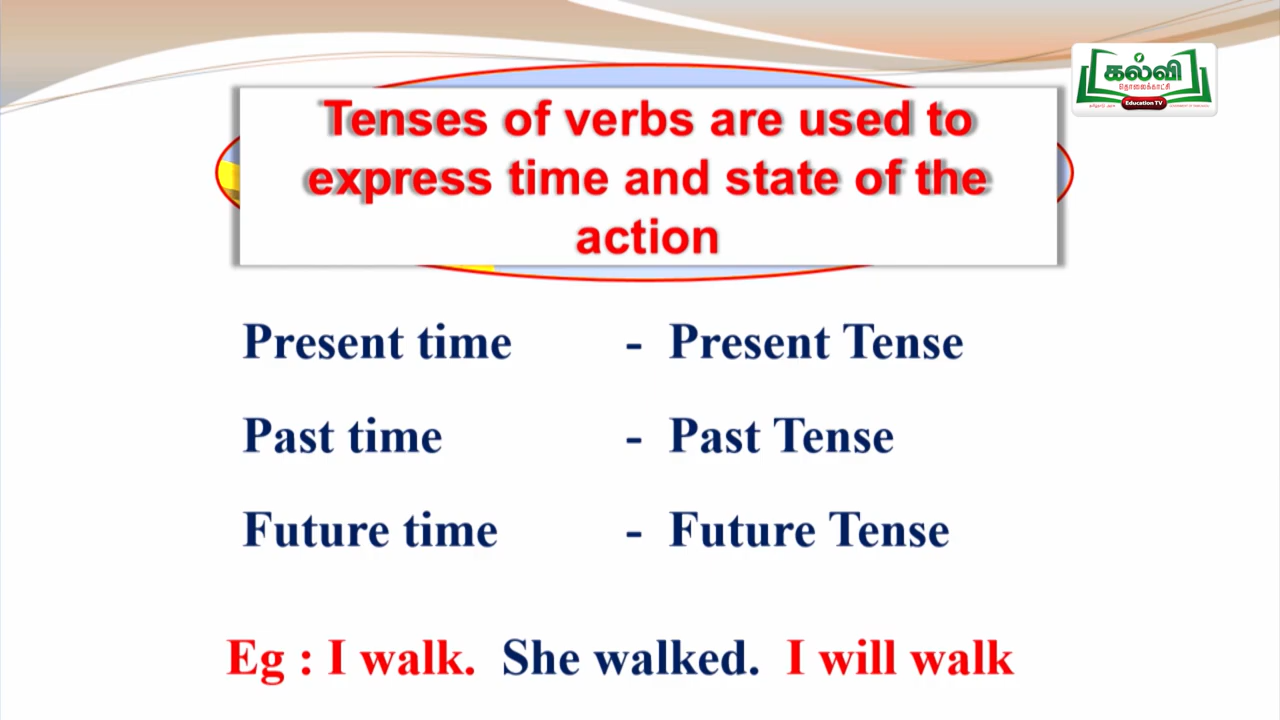 கல்வி
தொலைக்காட்சி
Education TV
Tenses of verbs are used to
express time and state of the
action
Present time - Present Tense
Past time - Past Tense
Future time - Future Tense
Eg : I walk. She walked. I will walk